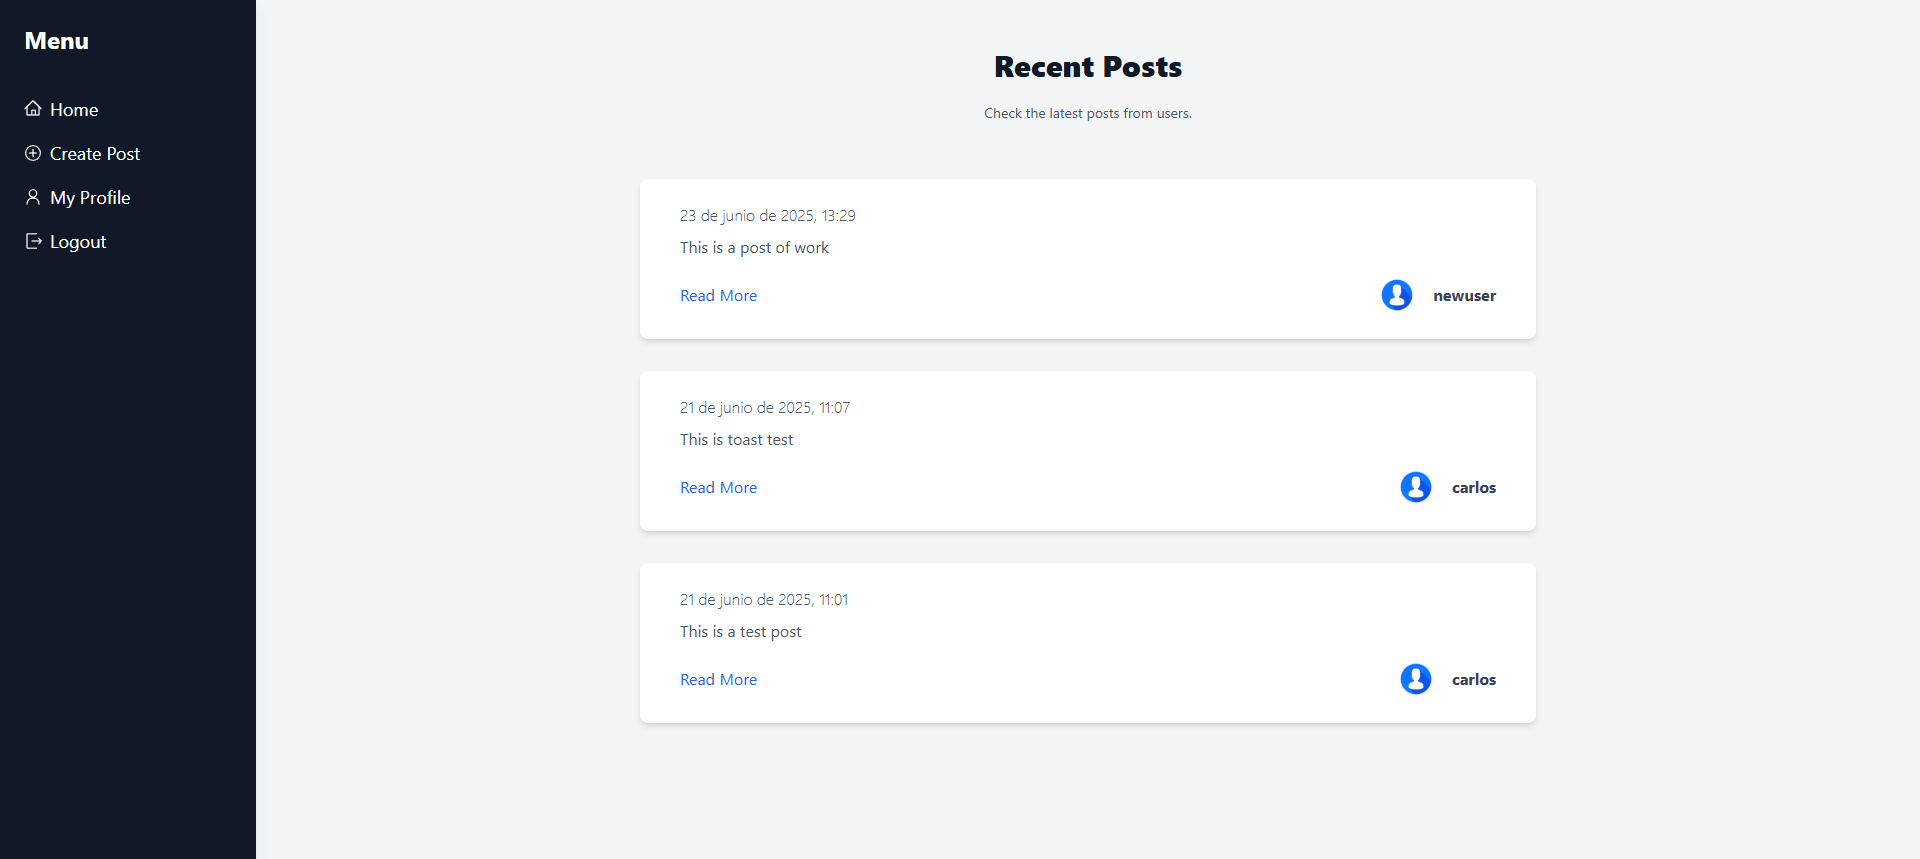 Menu
Home
Create Post
My Profile
Logout
Recent Posts
Check the latest posts from users.
23 de junio de 2025, 13:29
This is a post of work
Read More
newuser
21 de junio de 2025, 11:07
This is toast test
Read More
carlos
21 de junio de 2025, 11:01
This is a test post
Read More
carlos